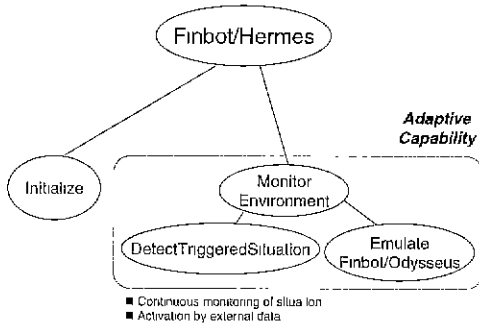 Finbot/Hermes
Adaptive
Capability
Initialize
Monitor
Environment
DetectTriggeredSituation
Emulate
Finbot/Odysseus
■ Continuous monitoring of situation
■ Activation by external data